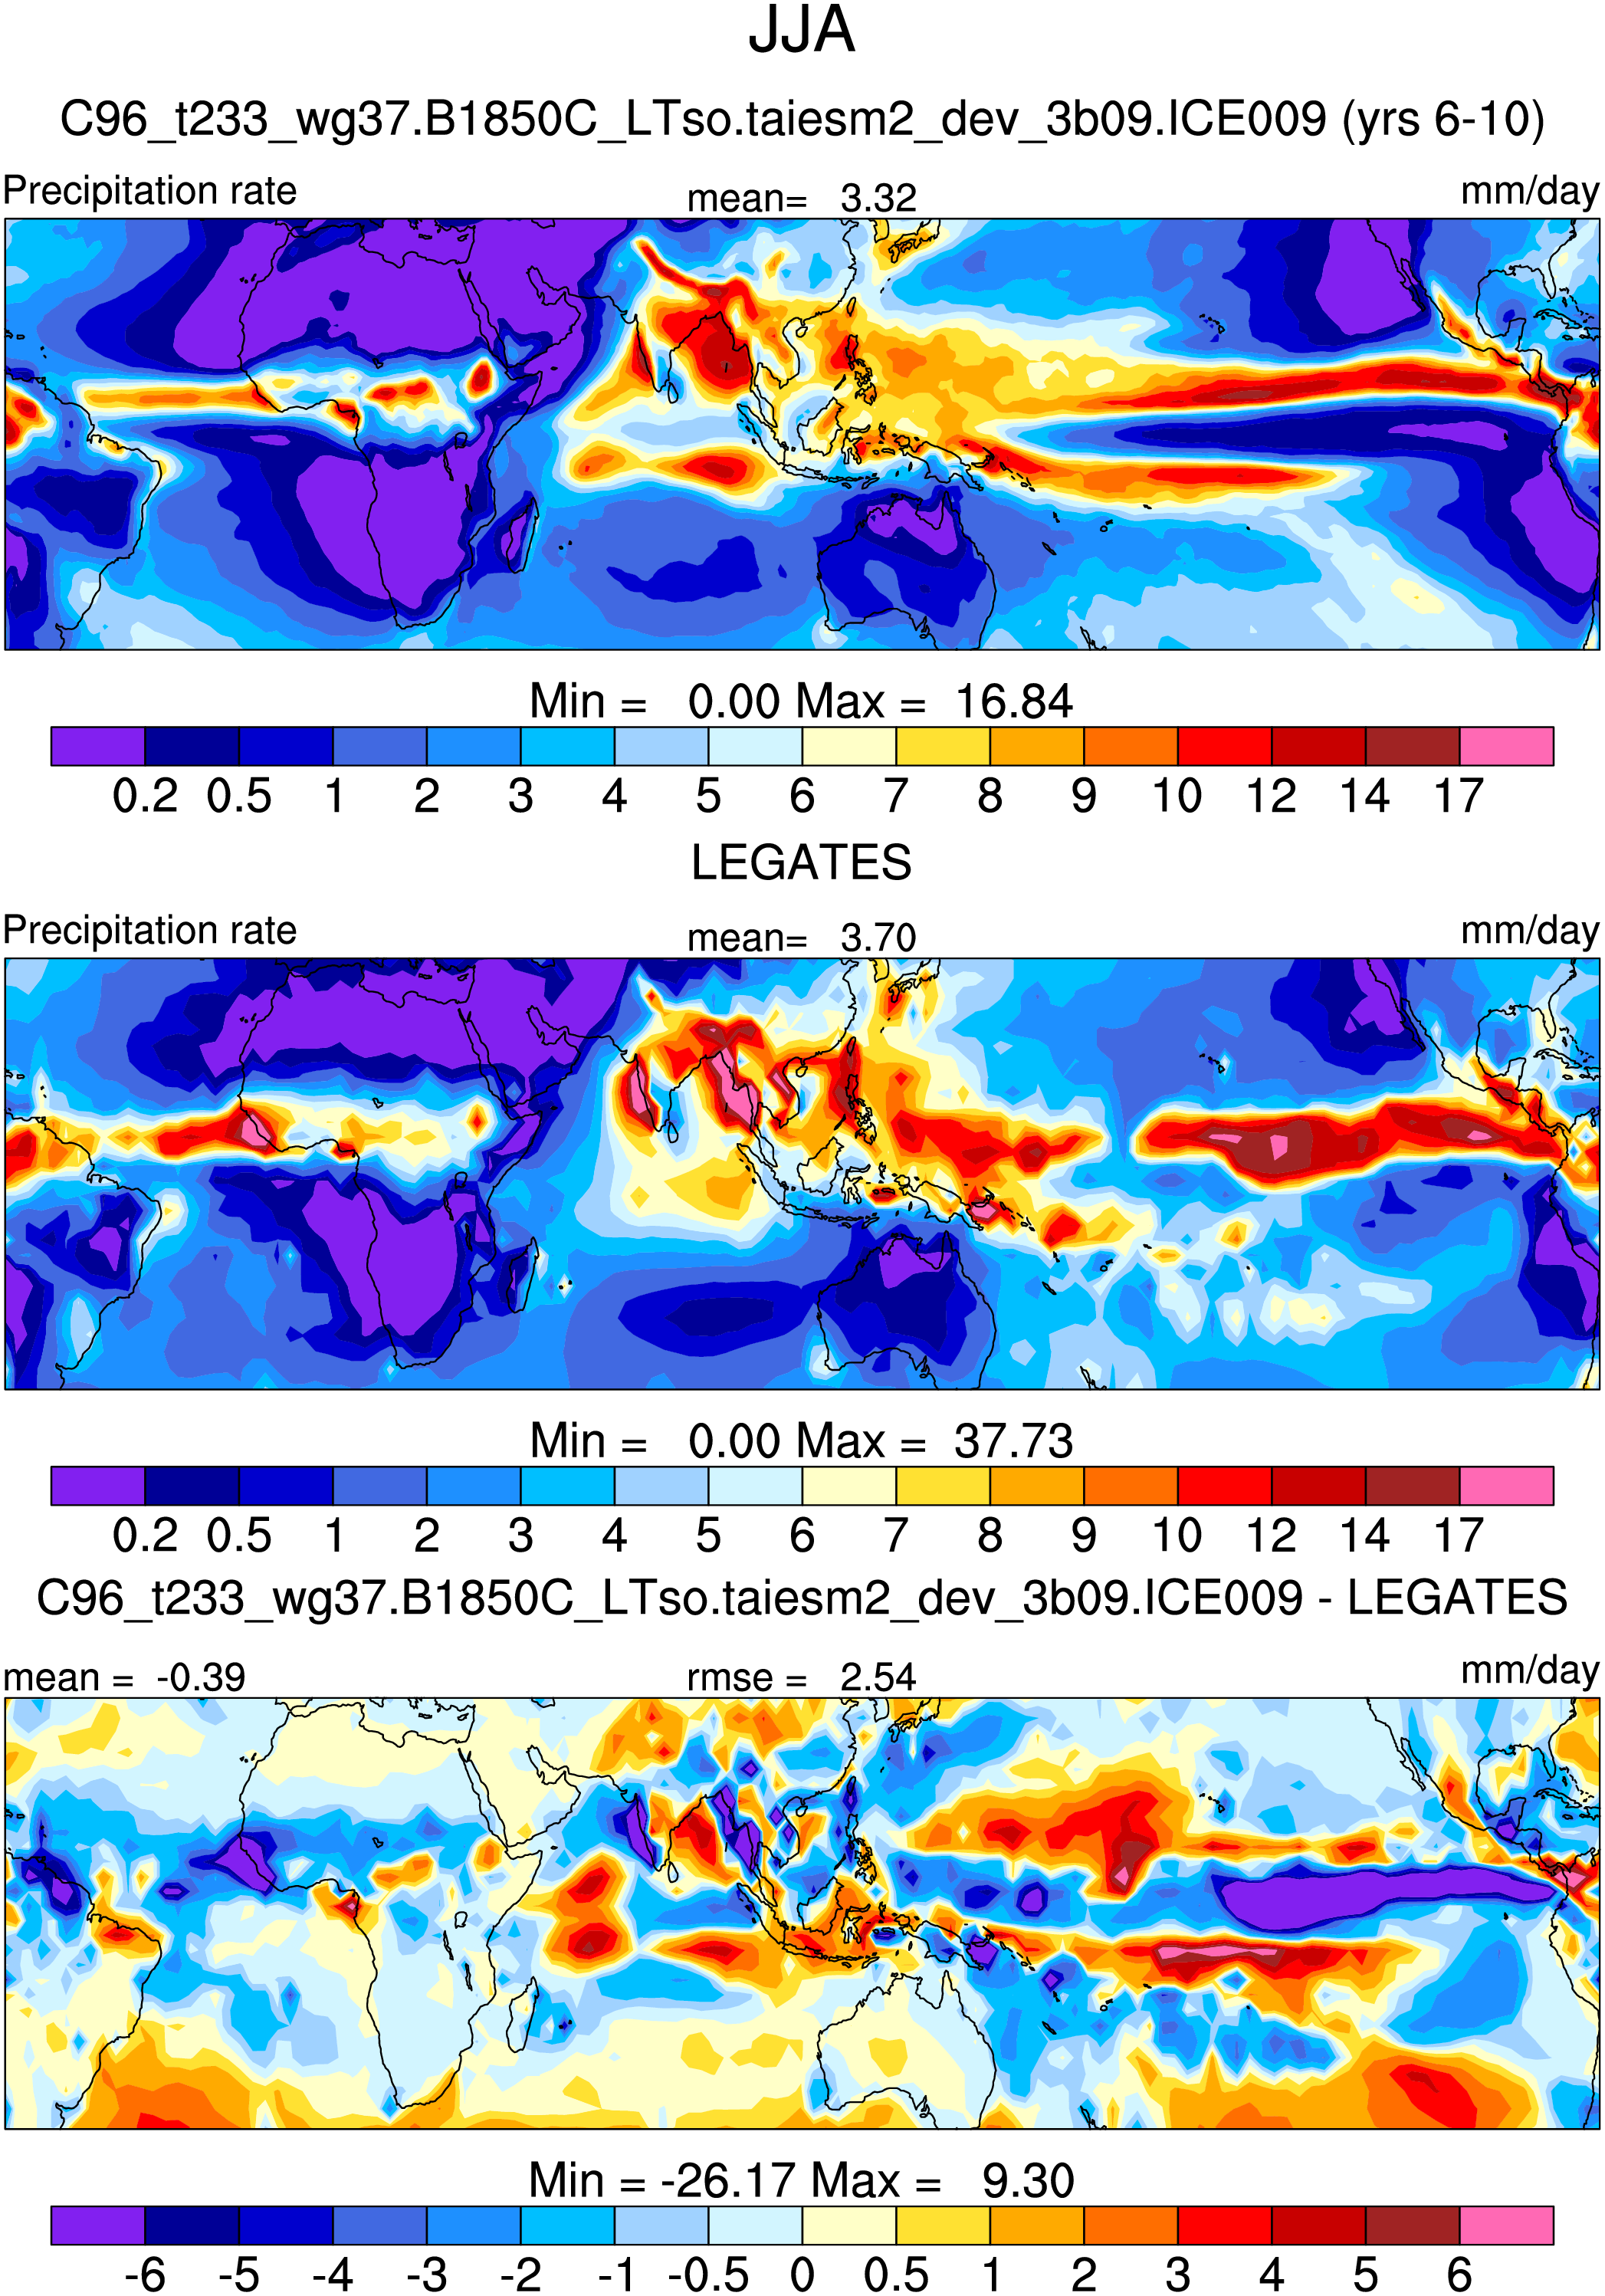 JJA
C96_t233_wg37.B1850C_LTso.taiesm2_dev_3b09.ICE009 (yrs 6-10)
Precipitation rate mean= 3.32 mm/day
Min = 0.00 Max = 16.84
0.2 0.5 1 2 3 4 5 6 7 8 9 10 12 14 17
LEGATES
Precipitation rate mean= 3.70 mm/day
Min = 0.00 Max = 37.73
0.2 0.5 1 2 3 4 5 6 7 8 9 10 12 14 17
C96_t233_wg37.B1850C_LTso.taiesm2_dev_3b09.ICE009 - LEGATES
mean = -0.39 rmse = 2.54 mm/day
Min = -26.17 Max = 9.30
-6 -5 -4 -3 -2 -1 -0.5 0 0.5 1 2 3 4 5 6